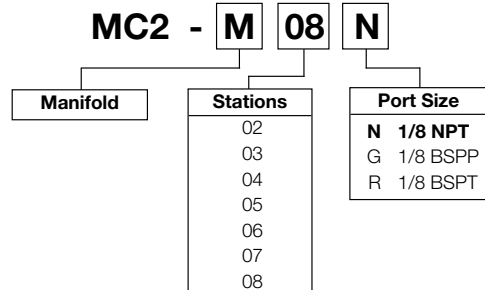 MC2 - M 08 N
Manifold
Stations
02
03
04
05
06
07
08
Port Size
N 1/8 NPT
G 1/8 BSPP
R 1/8 BSPT